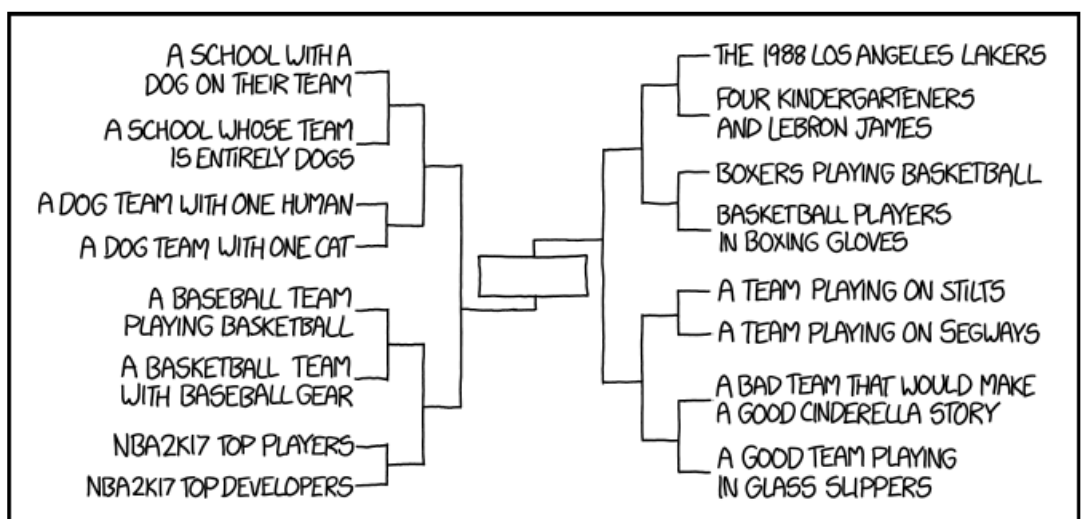 A SCHOOL WITH A
DOG ON THEIR TEAM
A SCHOOL WHOSE TEAM
IS ENTIRELY DOGS
A DOG TEAM WITH ONE HUMAN
A DOG TEAM WITH ONE CAT
A BASEBALL TEAM
PLAYING BASKETBALL
A BASKETBALL TEAM
WITH BASEBALL GEAR
NBA2K17 TOP PLAYERS
NBA2K17 TOP DEVELOPERS
THE 1988 LOS ANGELES LAKERS
FOUR KINDERGARTENERS
AND LEBRON JAMES
BOXERS PLAYING BASKETBALL
BASKETBALL PLAYERS
IN BOXING GLOVES
A TEAM PLAYING ON STILTS
A TEAM PLAYING ON SEGWAYS
A BAD TEAM THAT WOULD MAKE
A GOOD CINDERELLA STORY
A GOOD TEAM PLAYING
IN GLASS SLIPPERS